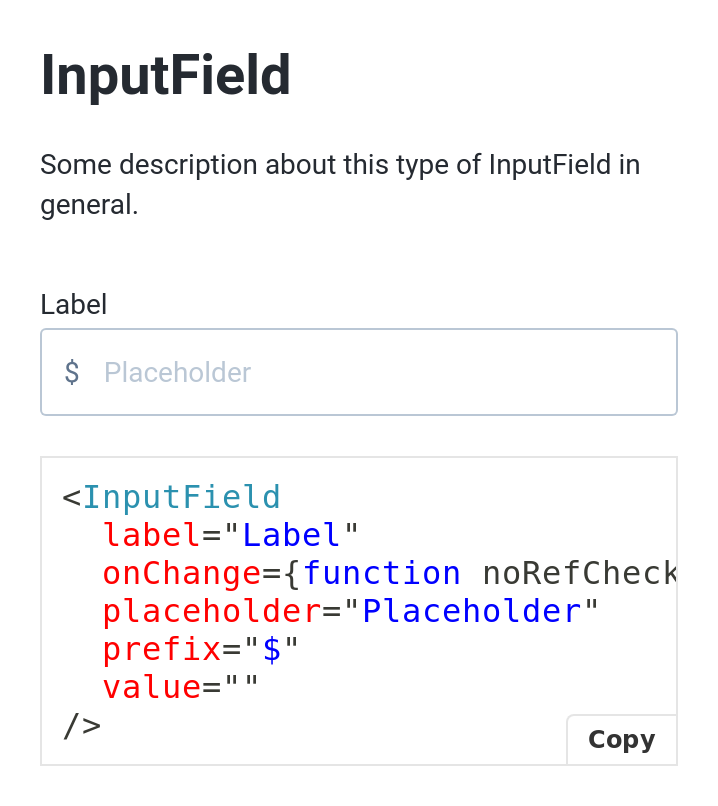 InputField
Some description about this type of InputField in
general.
Label
$ Placeholder
<InputField
  label="Label"
  onChange={function noRefCheck
  placeholder="Placeholder"
  prefix="$"
  value=""
/>
Copy